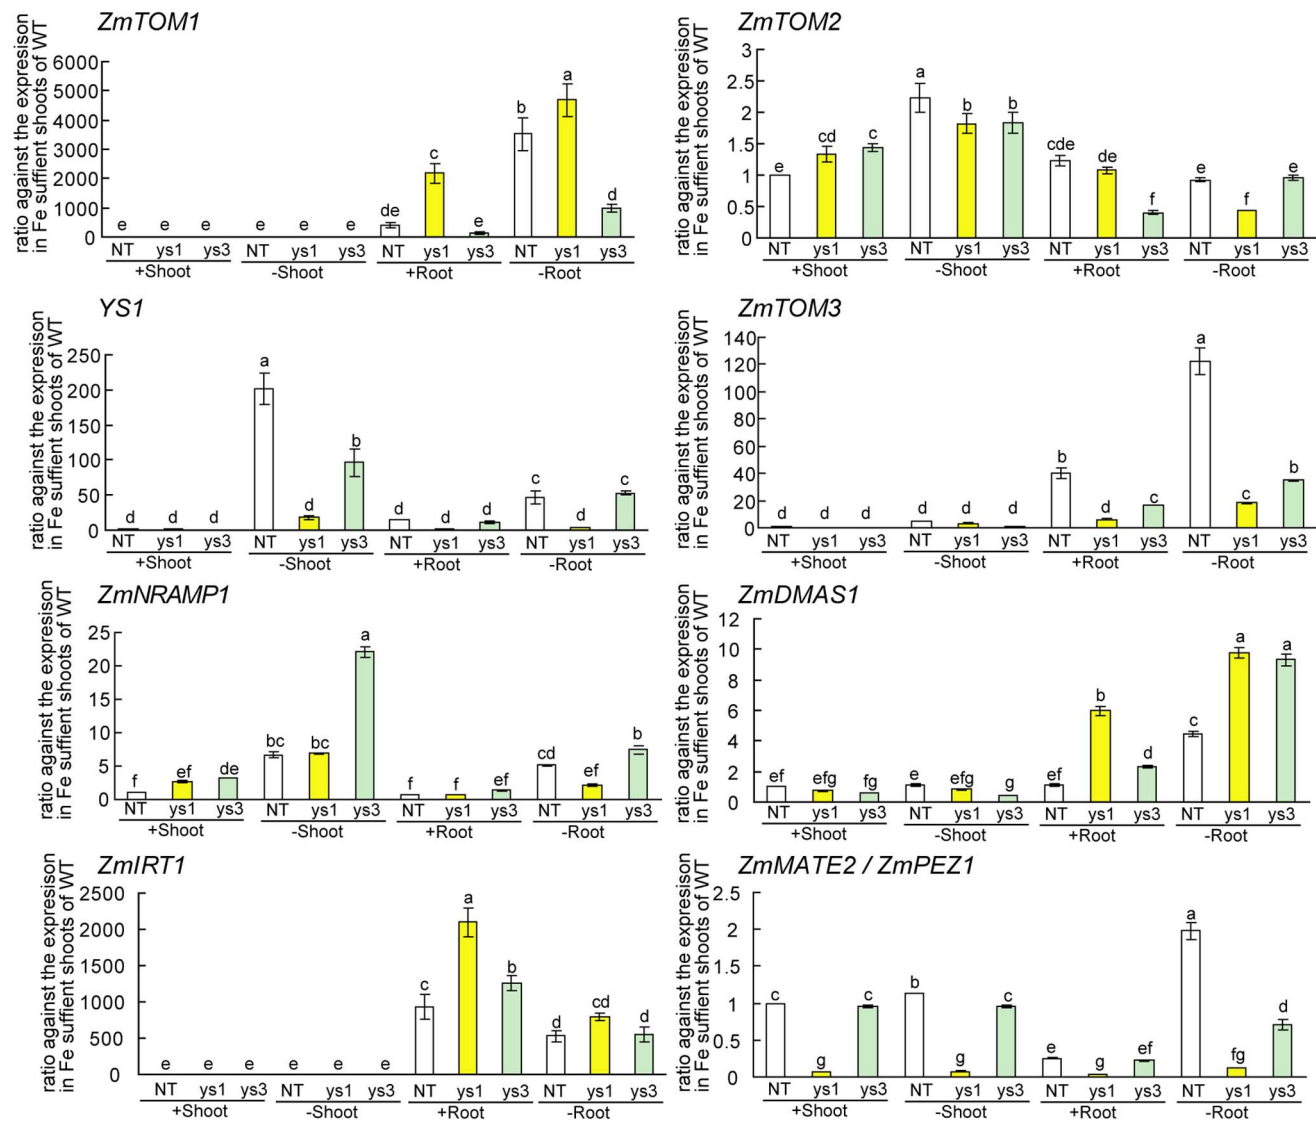 ZmTOM1
ratio against the expresison
in Fe suffient shoots of WT
6000
5000
4000
3000
2000
1000
0
e e e e e e de c e b a d
NT ys1 ys3 NT ys1 ys3 NT ys1 ys3 NT ys1 ys3
+Shoot -Shoot +Root -Root
ZmTOM2
ratio against the expresison
in Fe suffient shoots of WT
3
2.5
2
1.5
1
0.5
0
e cd c a b b cde de f e f e
NT ys1 ys3 NT ys1 ys3 NT ys1 ys3 NT ys1 ys3
+Shoot -Shoot +Root -Root
YS1
ratio against the expresison
in Fe suffient shoots of WT
250
200
150
100
50
0
d d d a d b d d d c d c
NT ys1 ys3 NT ys1 ys3 NT ys1 ys3 NT ys1 ys3
+Shoot -Shoot +Root -Root
ZmTOM3
ratio against the expresison
in Fe suffient shoots of WT
140
120
100
80
60
40
20
0
d d d d d d b d c a c b
NT ys1 ys3 NT ys1 ys3 NT ys1 ys3 NT ys1 ys3
+Shoot -Shoot +Root -Root
ZmNRAMP1
ratio against the expresison
in Fe suffient shoots of WT
25
20
15
10
5
0
f ef de bc bc a f f ef cd ef b
NT ys1 ys3 NT ys1 ys3 NT ys1 ys3 NT ys1 ys3
+Shoot -Shoot +Root -Root
ZmDMAS1
ratio against the expresison
in Fe suffient shoots of WT
12
10
8
6
4
2
0
ef efg fg e efg g ef b d c a a
NT ys1 ys3 NT ys1 ys3 NT ys1 ys3 NT ys1 ys3
+Shoot -Shoot +Root -Root
ZmIRT1
ratio against the expresison
in Fe suffient shoots of WT
2500
2000
1500
1000
500
0
e e e e e e c a b d cd d
NT ys1 ys3 NT ys1 ys3 NT ys1 ys3 NT ys1 ys3
+Shoot -Shoot +Root -Root
ZmMATE2 / ZmPEZ1
ratio against the expresison
in Fe suffient shoots of WT
2.5
2
1.5
1
0.5
0
c g c b g c e g ef a fg d
NT ys1 ys3 NT ys1 ys3 NT ys1 ys3 NT ys1 ys3
+Shoot -Shoot +Root -Root